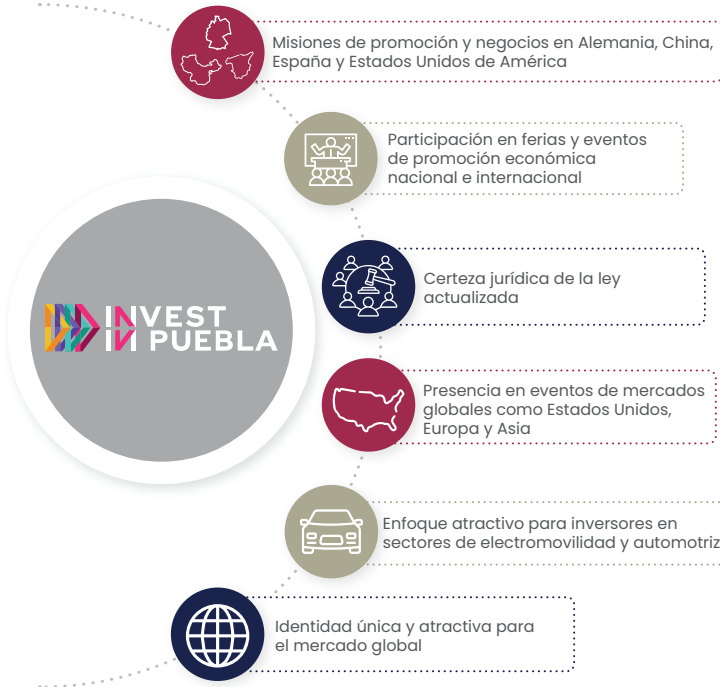 Misiones de promoción y negocios en Alemania, China,
España y Estados Unidos de América
Participación en ferias y eventos
de promoción económica
nacional e internacional
Certeza jurídica de la ley
actualizada
INVEST
IN PUEBLA
Presencia en eventos de mercados
globales como Estados Unidos,
Europa y Asia
Enfoque atractivo para inversores en
sectores de electromovilidad y automotriz
Identidad única y atractiva para
el mercado global